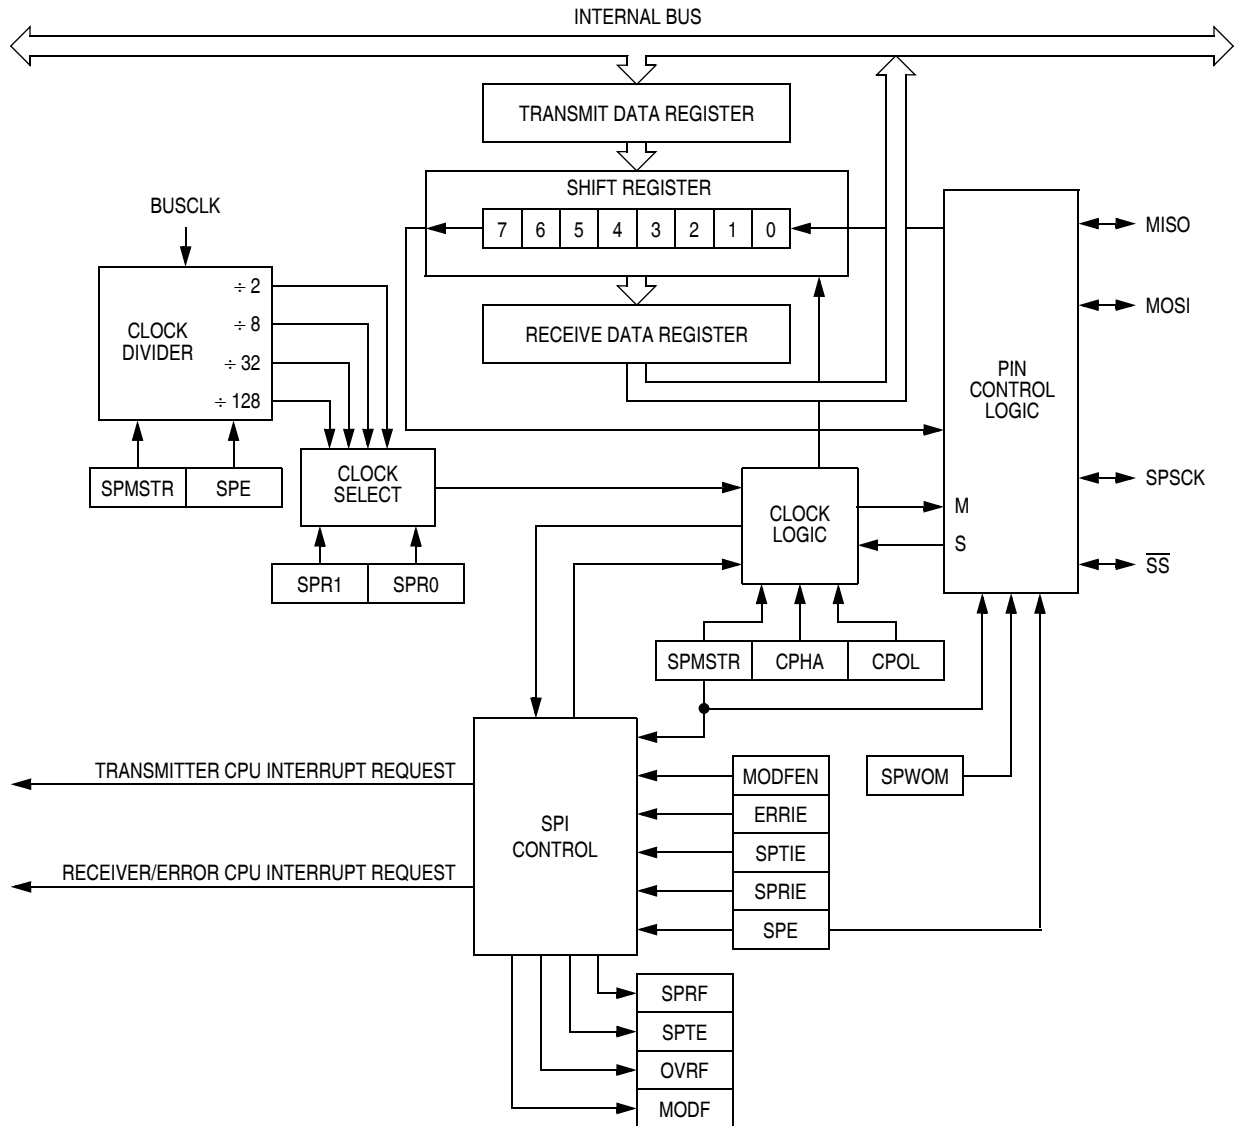 INTERNAL BUS
TRANSMIT DATA REGISTER
SHIFT REGISTER
7 6 5 4 3 2 1 0
RECEIVE DATA REGISTER
BUSCLK
CLOCK
DIVIDER
÷ 2
÷ 8
÷ 32
÷ 128
SPMSTR SPE
CLOCK
SELECT
SPR1 SPR0
PIN
CONTROL
LOGIC
M
S
MISO
MOSI
SPSCK
SS
CLOCK
LOGIC
SPMSTR CPHA CPOL
TRANSMITTER CPU INTERRUPT REQUEST
RECEIVER/ERROR CPU INTERRUPT REQUEST
SPI
CONTROL
MODFEN
ERRIE
SPTIE
SPRIE
SPE
SPWOM
SPRF
SPTE
OVRF
MODF